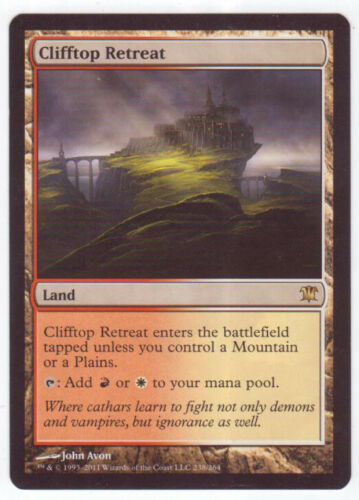 Clifftop Retreat
Land
Clifftop Retreat enters the battlefield
tapped unless you control a Mountain
or a Plains.
: Add or to your mana pool.
Where cathars learn to fight not only demons
and vampires, but ignorance as well.
John Avon
™ & © 1993–2011 Wizards of the Coast LLC 238/264